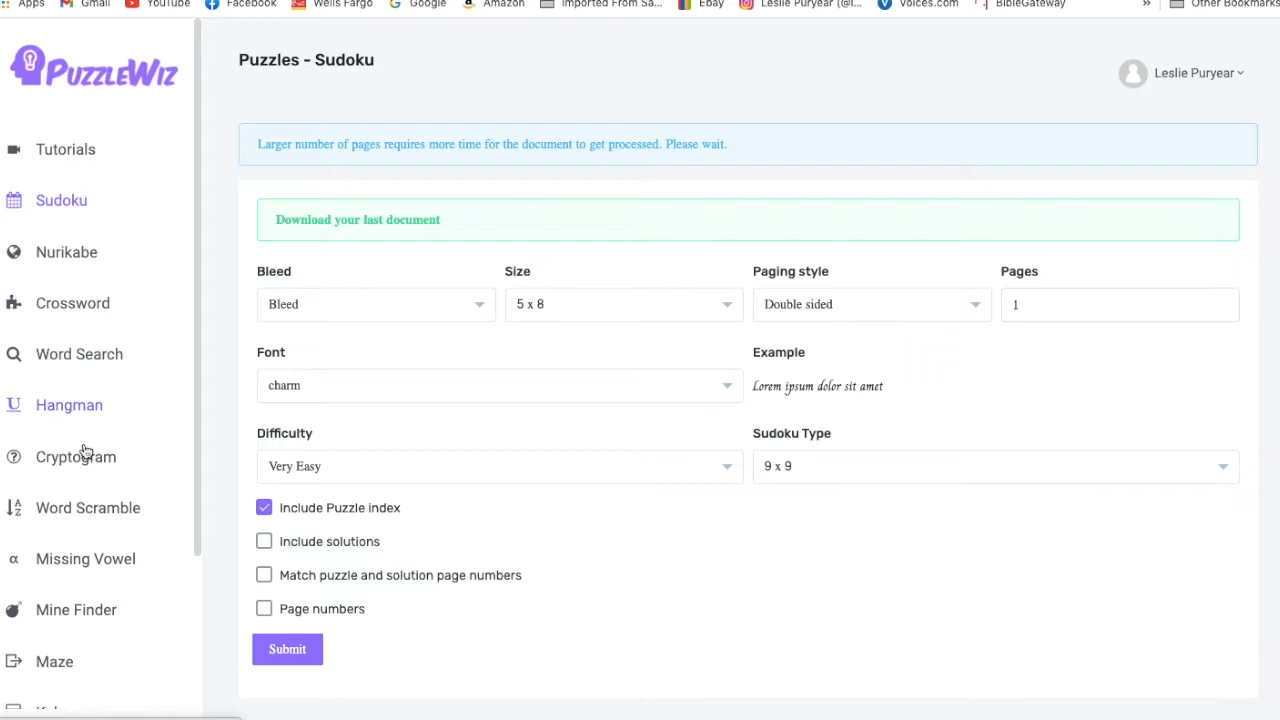 Apps Gmail YouTube Facebook Wells Fargo Google Amazon Imported From Sa... Ebay Leslie Puryear (@l... Voices.com BibleGateway » Other Bookmarks
PuzzleWiz
Puzzles - Sudoku
Leslie Puryear
Larger number of pages requires more time for the document to get processed. Please wait.
Tutorials
Sudoku
Nurikabe
Crossword
Word Search
Hangman
Cryptogram
Word Scramble
Missing Vowel
Mine Finder
Maze
Download your last document
Bleed Size Paging style Pages
Bleed 5 x 8 Double sided 1
Font Example
charm Lorem ipsum dolor sit amet
Difficulty Sudoku Type
Very Easy 9 x 9
Include Puzzle index
Include solutions
Match puzzle and solution page numbers
Page numbers
Submit